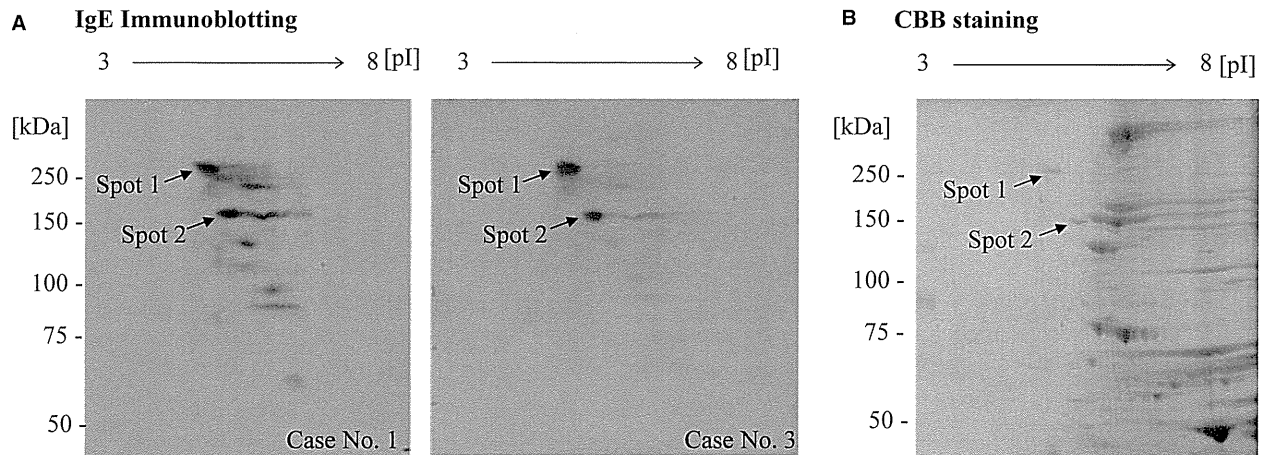 A IgE Immunoblotting
3 8 [pI] 3 8 [pI]
[kDa]
250 -
150 -
100 -
75 -
50 -
Spot 1
Spot 2
Case No. 1
Spot 1
Spot 2
Case No. 3
B CBB staining
3 8 [pI]
[kDa]
250 -
150 -
100 -
75 -
50 -
Spot 1
Spot 2